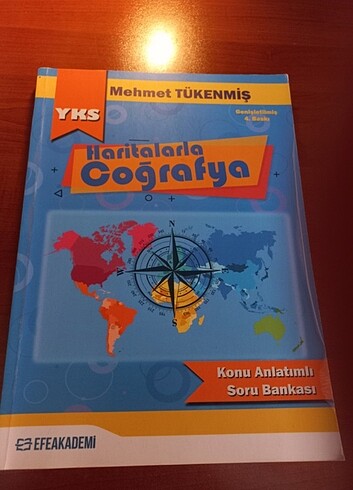 Mehmet TÜKENMİŞ
YKS
Genişletilmiş
4. Baskı
Haritalarla
Coğrafya
Konu Anlatımlı
Soru Bankası
EFEAKADEMİ